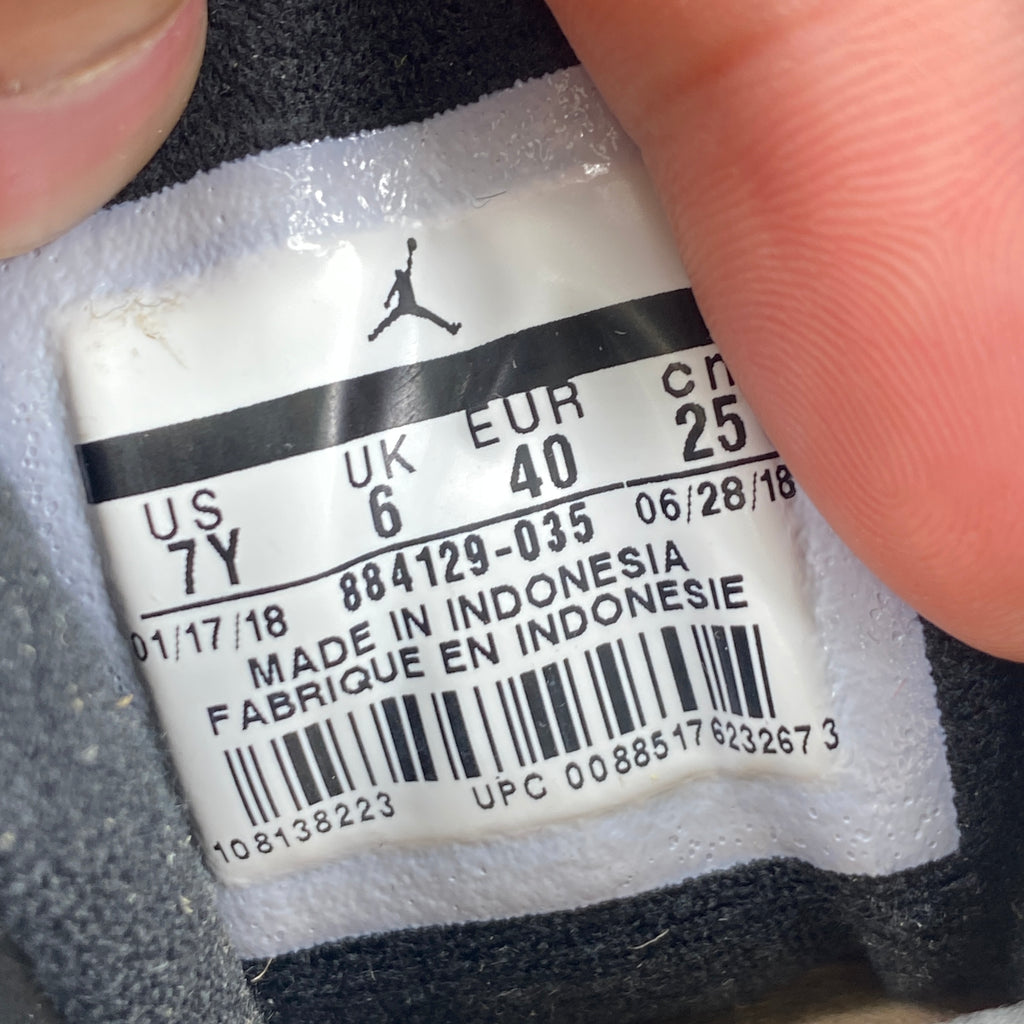 US UK EUR cm
7Y 6 40 25
01/17/18 884129-035 06/28/18
MADE IN INDONESIA
FABRIQUE EN INDONESIE
108138223 UPC 00885176232673